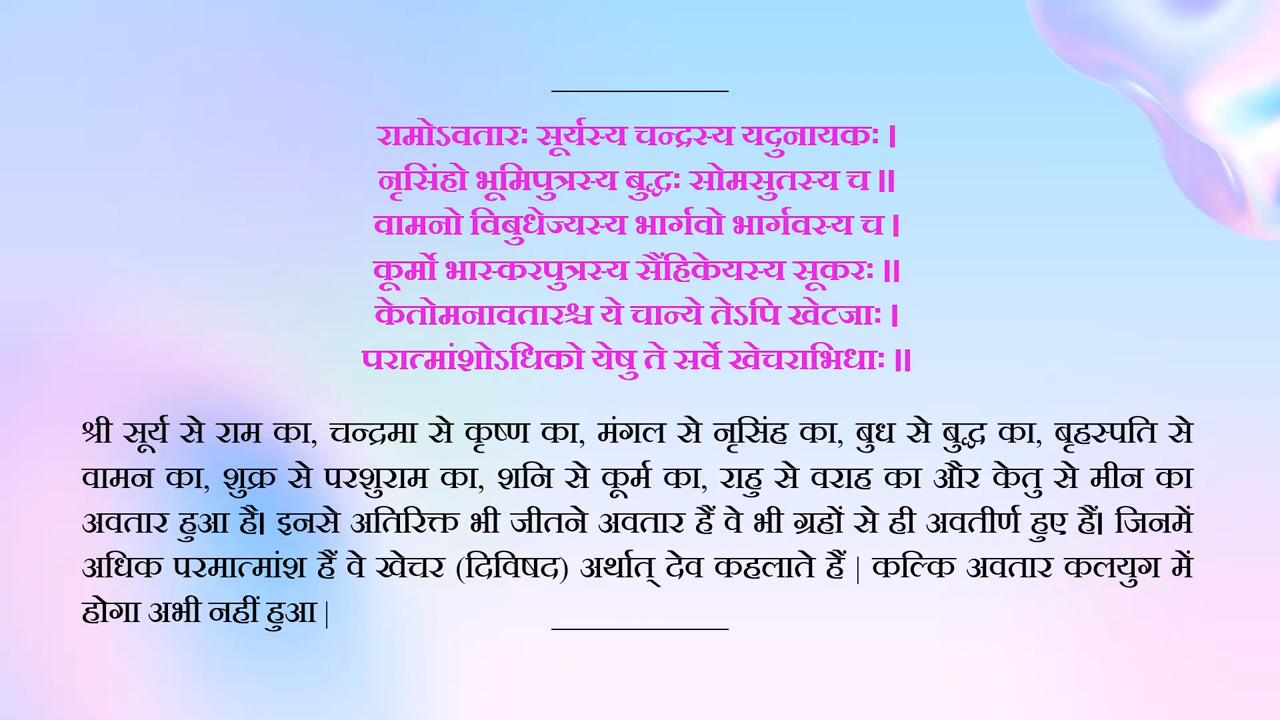 रामोऽवतारः सूर्यस्य चन्द्रस्य यदुनायकः ।
नृसिंहो भूमिपुत्रस्य बुद्धः सोमसुतस्य च ॥
वामनो विबुधेज्यस्य भार्गवो भार्गवस्य च ।
कूर्मो भास्करपुत्रस्य सैंहिकेयस्य सूकरः ॥
केतोमनावतारश्च ये चान्ये तेऽपि खेटजाः ।
परात्मांशोऽधिको येषु ते सर्वे खेचराभिधाः ॥
श्री सूर्य से राम का, चन्द्रमा से कृष्ण का, मंगल से नृसिंह का, बुध से बुद्ध का, बृहस्पति से
वामन का, शुक्र से परशुराम का, शनि से कूर्म का, राहु से वराह का और केतु से मीन का
अवतार हुआ है। इनसे अतिरिक्त भी जीतने अवतार हैं वे भी ग्रहों से ही अवतीर्ण हुए हैं। जिनमें
अधिक परमात्मांश हैं वे खेचर (दिविषद) अर्थात् देव कहलाते हैं | कल्कि अवतार कलयुग में
होगा अभी नहीं हुआ |